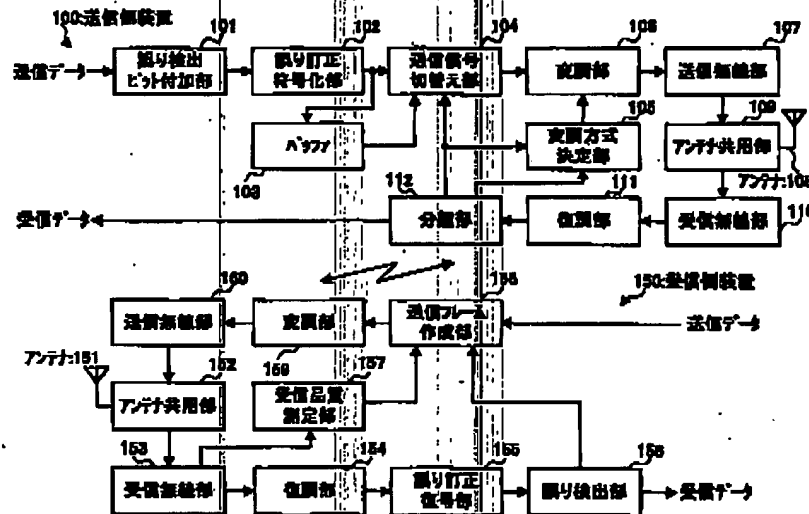 100:送信側装置
101
102
104
106
107
送信データ
誤り検出
ビット付加部
誤り訂正
符号化部
送信信号
切替え部
変調部
送信無線部
105
109
バッファ
変調方式
決定部
アンテナ共用部
103
112
111
アンテナ:108
受信データ
分離部
復調部
受信無線部
110
160
158
150:受信側装置
送信無線部
変調部
送信フレーム
作成部
送信データ
アンテナ:151
152
159
157
アンテナ共用部
受信品質
測定部
153
154
155
156
受信無線部
復調部
誤り訂正
復号部
誤り検出部
受信データ